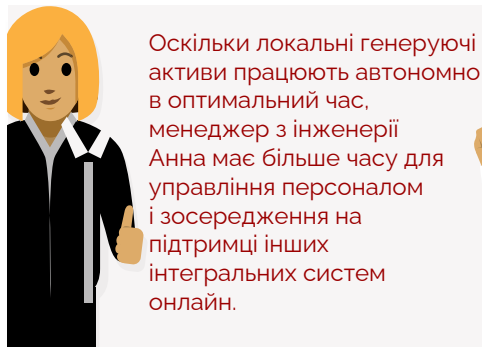 Оскільки локальні генеруючі
активи працюють автономно
в оптимальний час,
менеджер з інженерії
Анна має більше часу для
управління персоналом
і зосередження на
підтримці інших
інтегральних систем
онлайн.